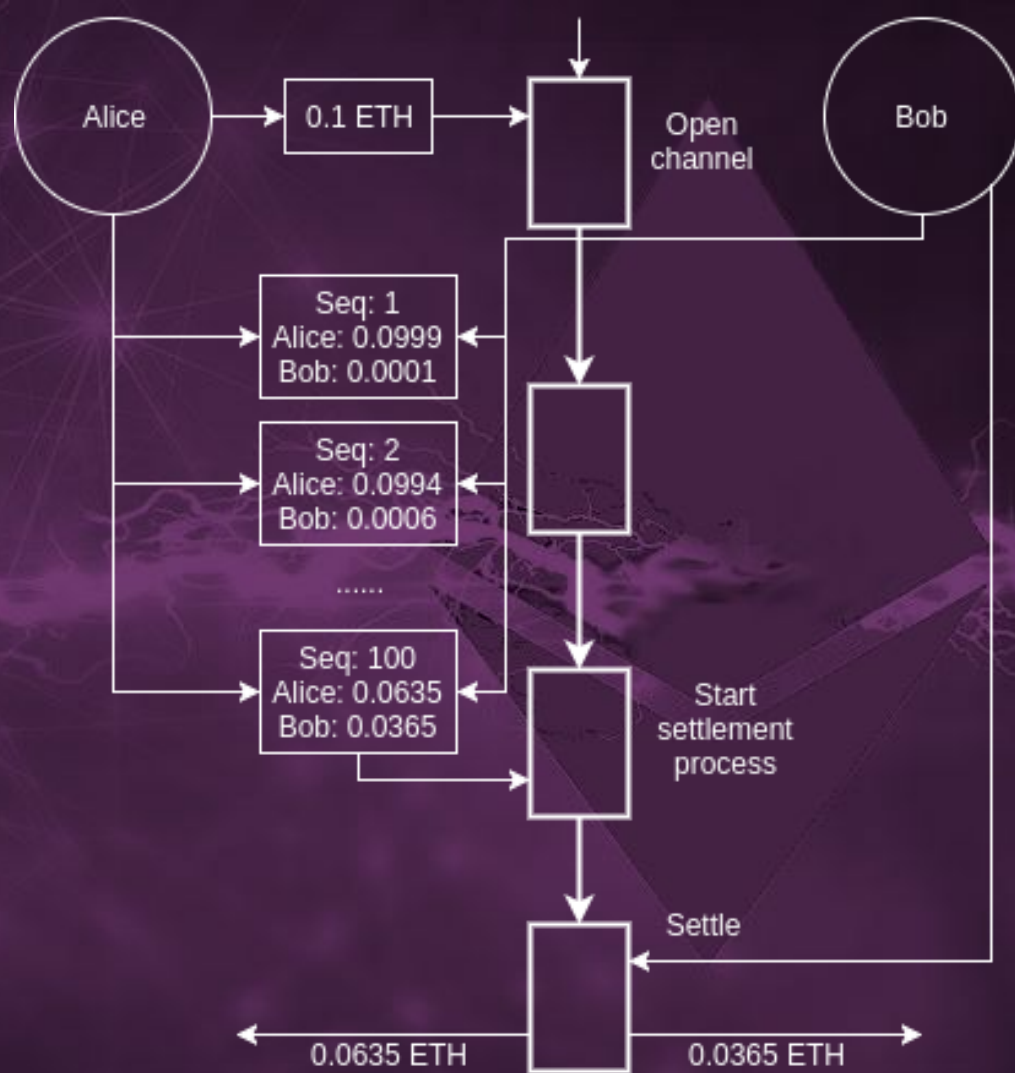 Alice
0.1 ETH
Open
channel
Bob
Seq: 1
Alice: 0.0999
Bob: 0.0001
Seq: 2
Alice: 0.0994
Bob: 0.0006
......
Seq: 100
Alice: 0.0635
Bob: 0.0365
Start
settlement
process
Settle
0.0635 ETH
0.0365 ETH